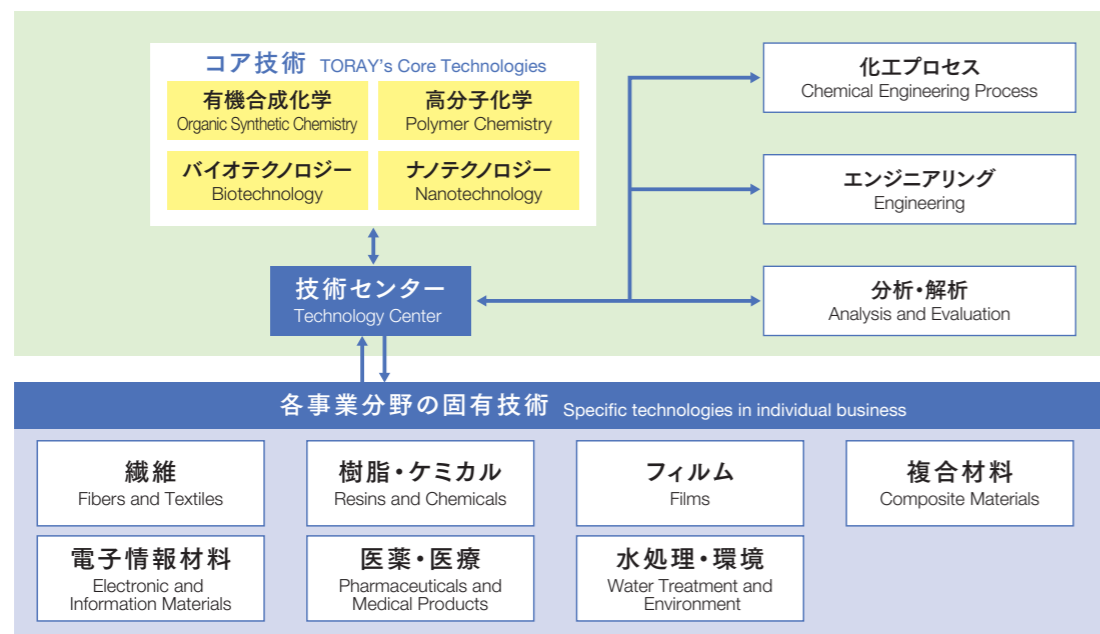 コア技術 TORAY's Core Technologies
有機合成化学
Organic Synthetic Chemistry
高分子化学
Polymer Chemistry
バイオテクノロジー
Biotechnology
ナノテクノロジー
Nanotechnology
技術センター
Technology Center
化工プロセス
Chemical Engineering Process
エンジニアリング
Engineering
分析・解析
Analysis and Evaluation
各事業分野の固有技術 Specific technologies in individual business
繊維
Fibers and Textiles
樹脂・ケミカル
Resins and Chemicals
フィルム
Films
複合材料
Composite Materials
電子情報材料
Electronic and
Information Materials
医薬・医療
Pharmaceuticals and
Medical Products
水処理・環境
Water Treatment and
Environment